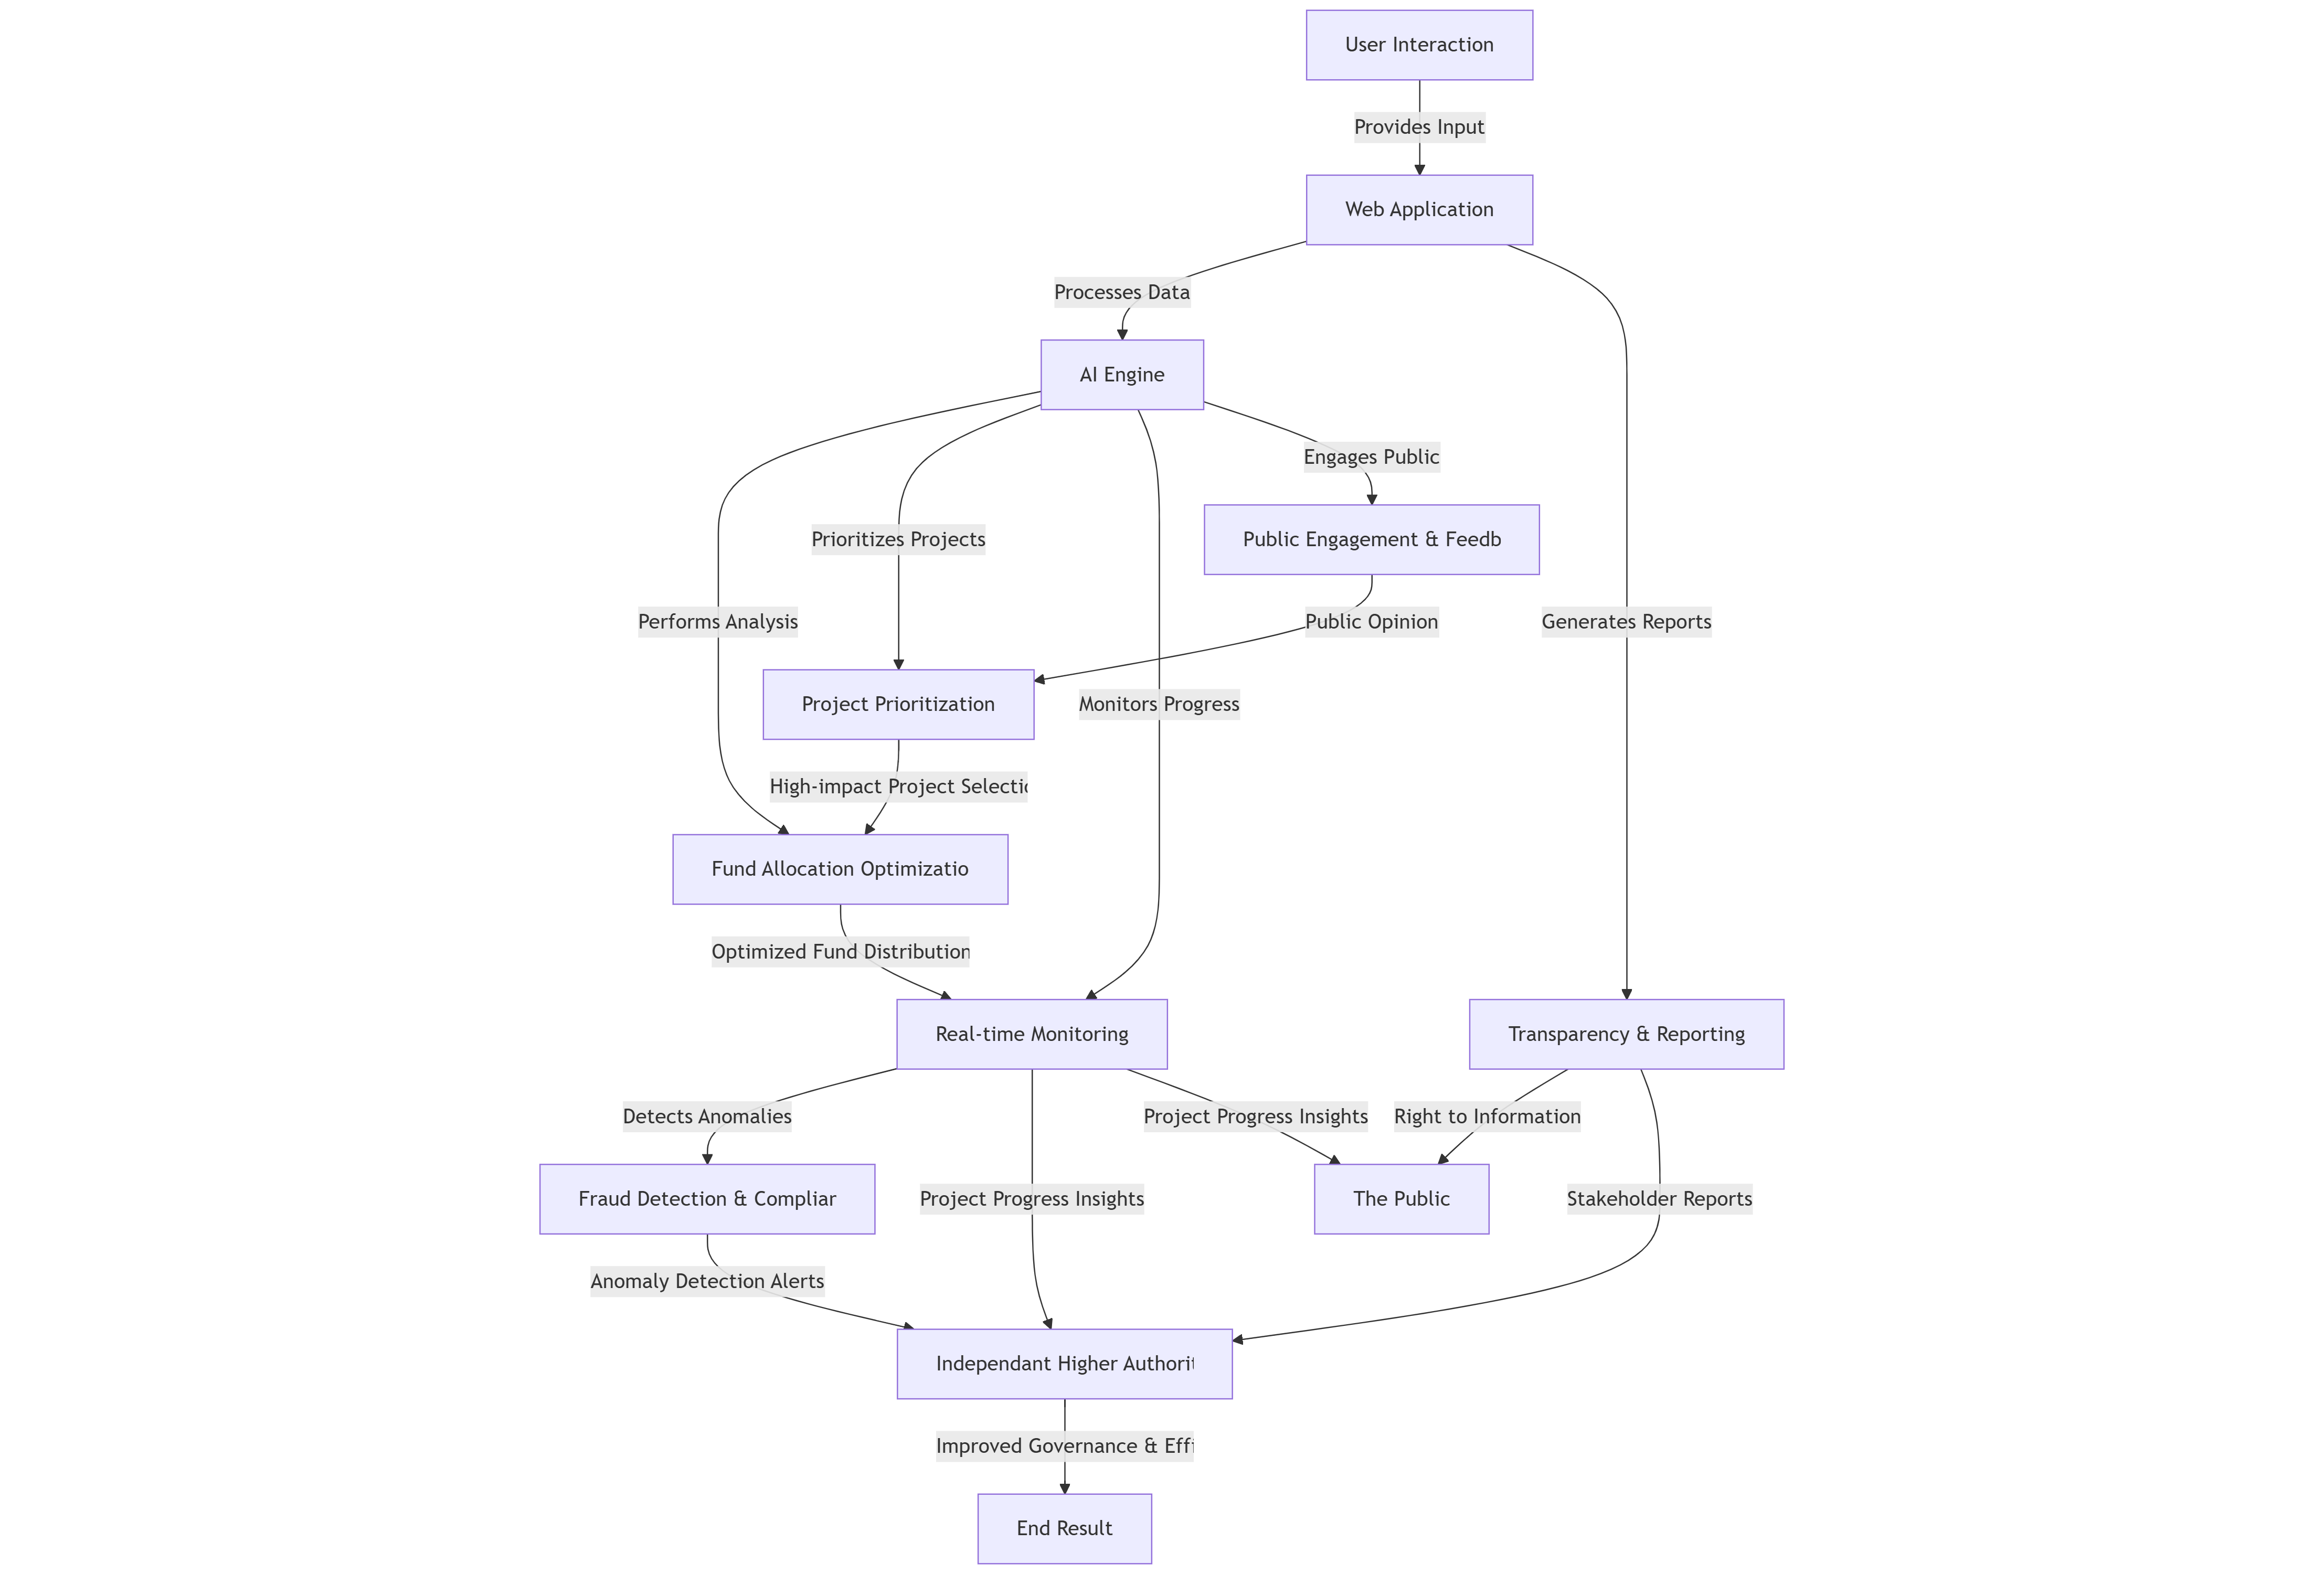 User Interaction
Provides Input
Web Application
Processes Data
AI Engine
Engages Public
Prioritizes Projects
Public Engagement & Feedb
Performs Analysis
Public Opinion
Generates Reports
Project Prioritization
Monitors Progress
High-impact Project Selectio
Fund Allocation Optimizatio
Optimized Fund Distribution
Real-time Monitoring
Transparency & Reporting
Detects Anomalies
Project Progress Insights
Right to Information
Fraud Detection & Compliar
Project Progress Insights
The Public
Stakeholder Reports
Anomaly Detection Alerts
Independant Higher Authorit
Improved Governance & Effi
End Result